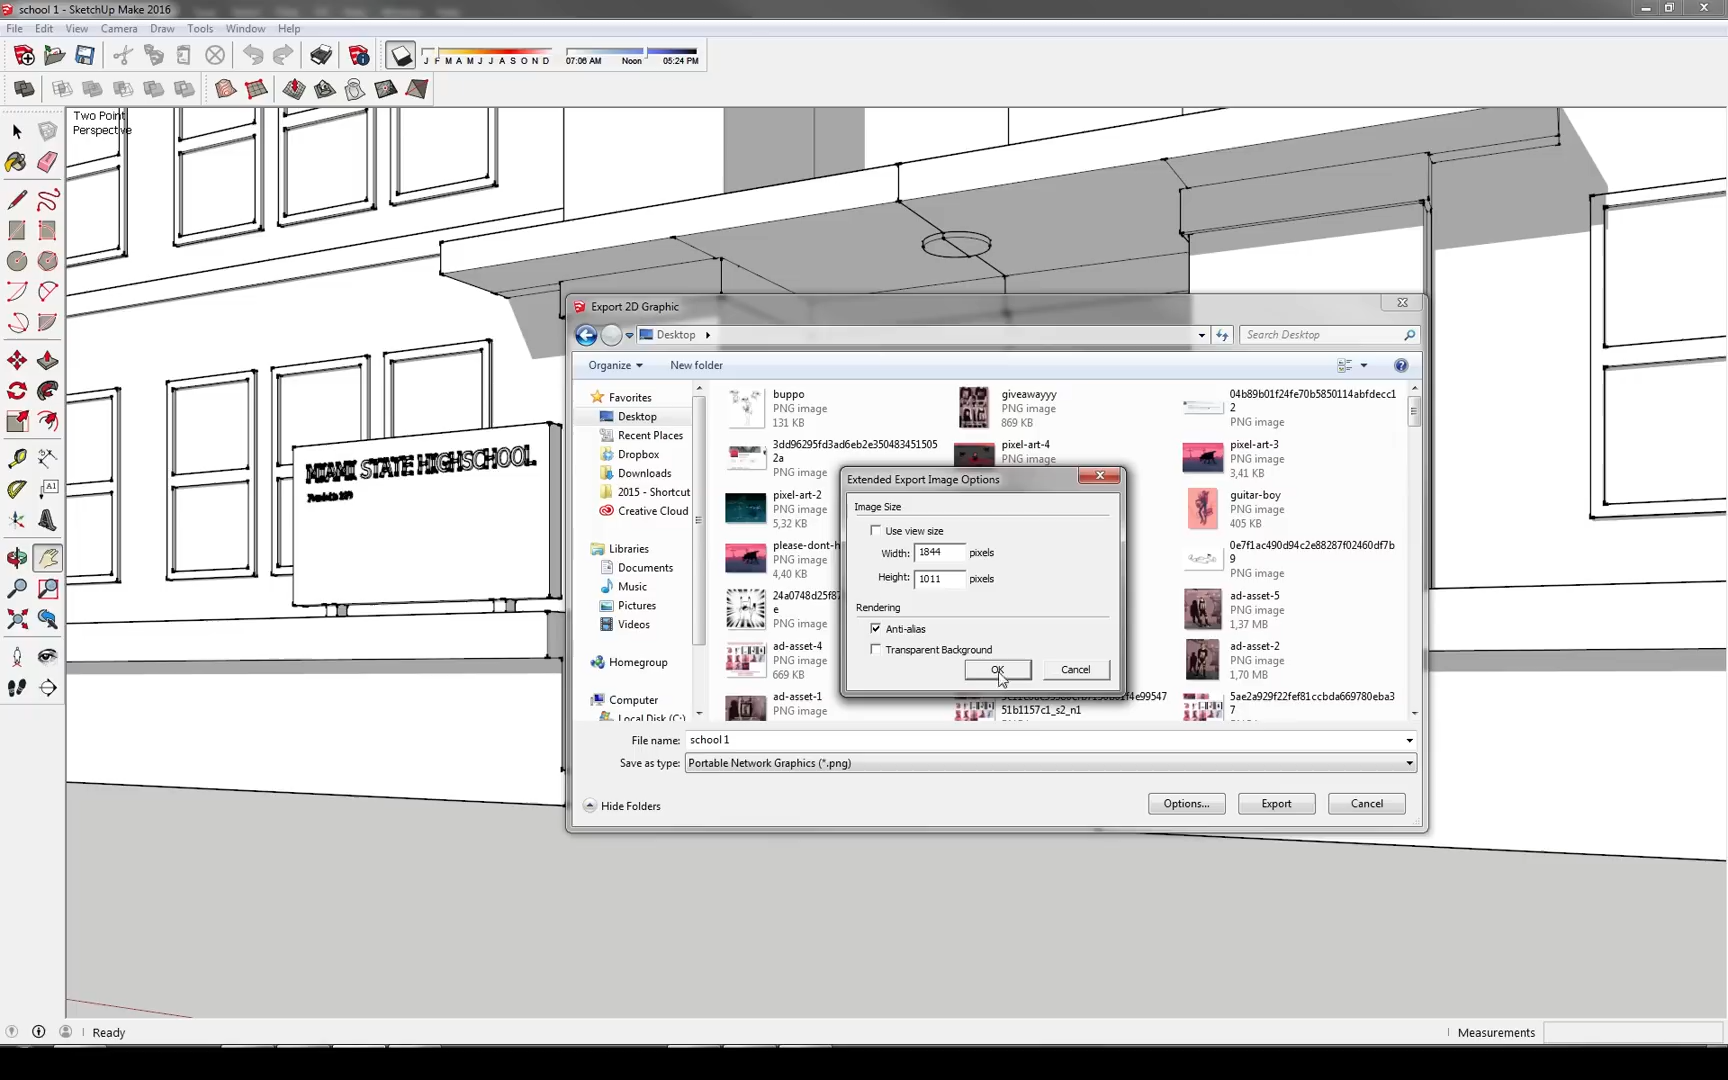 school 1 - SketchUp Make 2016
File Edit View Camera Draw Tools Window Help
J F M A M J J A S O N D 07:06 AM Noon 05:24 PM
Two Point
Perspective
MIAMI STATE HIGHSCHOOL
A1
Export 2D Graphic
Desktop
Search Desktop
Organize New folder
Favorites
Desktop
Recent Places
Dropbox
Downloads
2015 - Shortcut
Creative Cloud
Libraries
Documents
Music
Pictures
Videos
Homegroup
Computer
Local Disk (C:)
buppo
PNG image
131 KB
giveawayyy
PNG image
869 KB
04b89b01f24fe70b5850114abfdecc1
2
PNG image
3dd96295fd3ad6eb2e350483451505
2a
PNG image
pixel-art-4
PNG image
pixel-art-3
PNG image
3,41 KB
pixel-art-2
PNG image
5,32 KB
guitar-boy
PNG image
405 KB
please-dont-h
PNG image
4,40 KB
0e7f1ac490d94c2e88287f02460df7b
9
PNG image
24a0748d25f87
e
PNG image
ad-asset-5
PNG image
1,37 MB
ad-asset-4
PNG image
669 KB
ad-asset-2
PNG image
1,70 MB
ad-asset-1
PNG image
51b1157c1_s2_n1
5ae2a929f22fef81ccbda669780eba3
7
Extended Export Image Options
Image Size
Use view size
Width: 1844 pixels
Height: 1011 pixels
Rendering
Anti-alias
Transparent Background
OK Cancel
File name: school 1
Save as type: Portable Network Graphics (*.png)
Hide Folders
Options... Export Cancel
Ready
Measurements